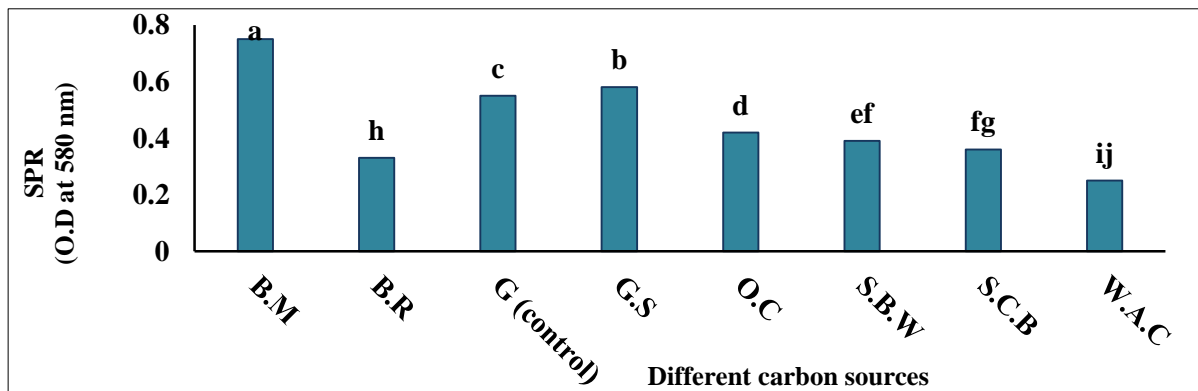 0.8
0.6
0.4
0.2
0
SPR
(O.D at 580 nm)
a
h
c
b
d
ef
fg
ij
B.M
B.R
G (control)
G.S
O.C
S.B.W
S.C.B
W.A.C
Different carbon sources